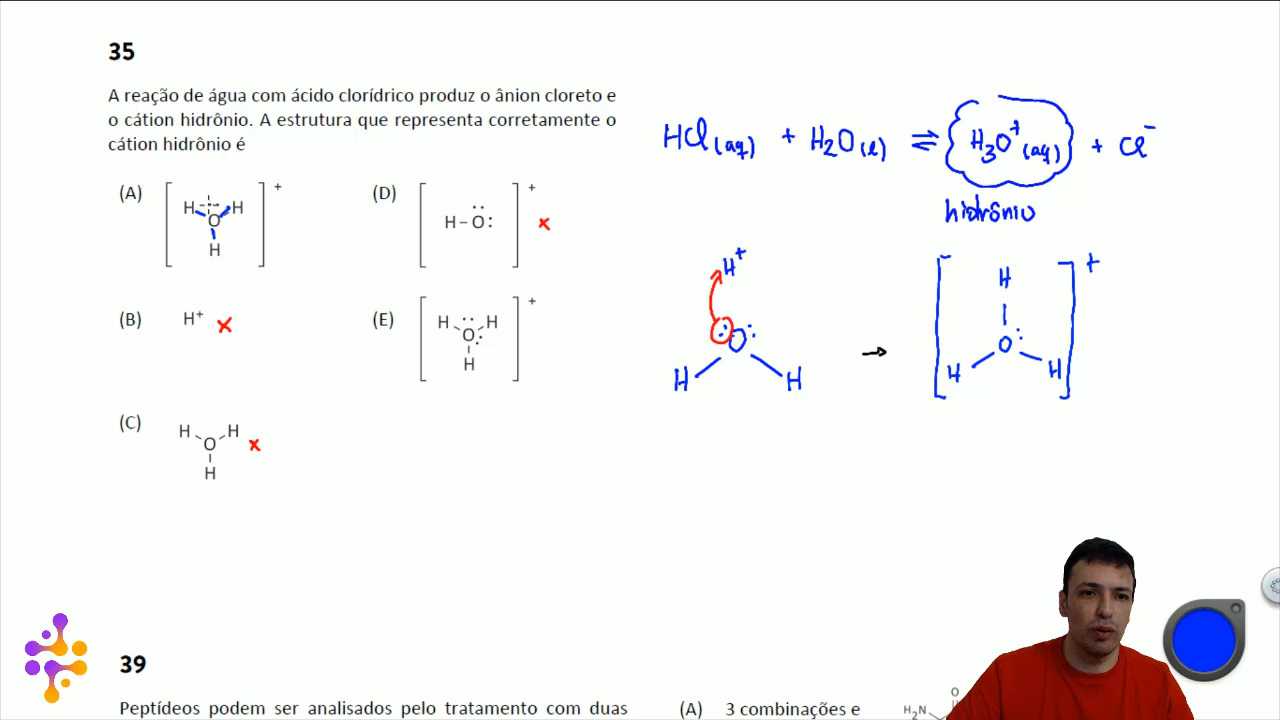 35
A reação de água com ácido clorídrico produz o ânion cloreto e
o cátion hidrônio. A estrutura que representa corretamente o
cátion hidrônio é
(A)
H H
O
H
+
(B) H⁺ x
(C)
H H
O
H
x
(D)
H–O:
+
x
(E)
H H
O
H
+
HCl(aq) + H₂O(l) ⇌ H₃O⁺(aq) + Cl⁻
hidrônio
H⁺
O
H H
→
H
O
H H
+
39
Peptídeos podem ser analisados pelo tratamento com duas
(A) 3 combinações e
O
H₂N